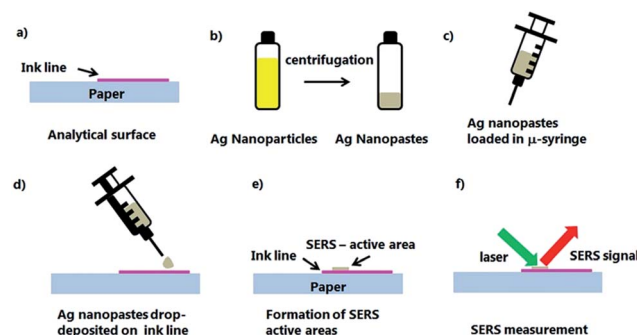 a)
Ink line
Paper
Analytical surface
b)
centrifugation
Ag Nanoparticles
Ag Nanopastes
c)
Ag nanopastes
loaded in μ-syringe
d)
Ag nanopastes drop-
deposited on ink line
e)
SERS – active area
Ink line
Paper
Formation of SERS
active areas
f)
laser
SERS signal
SERS measurement